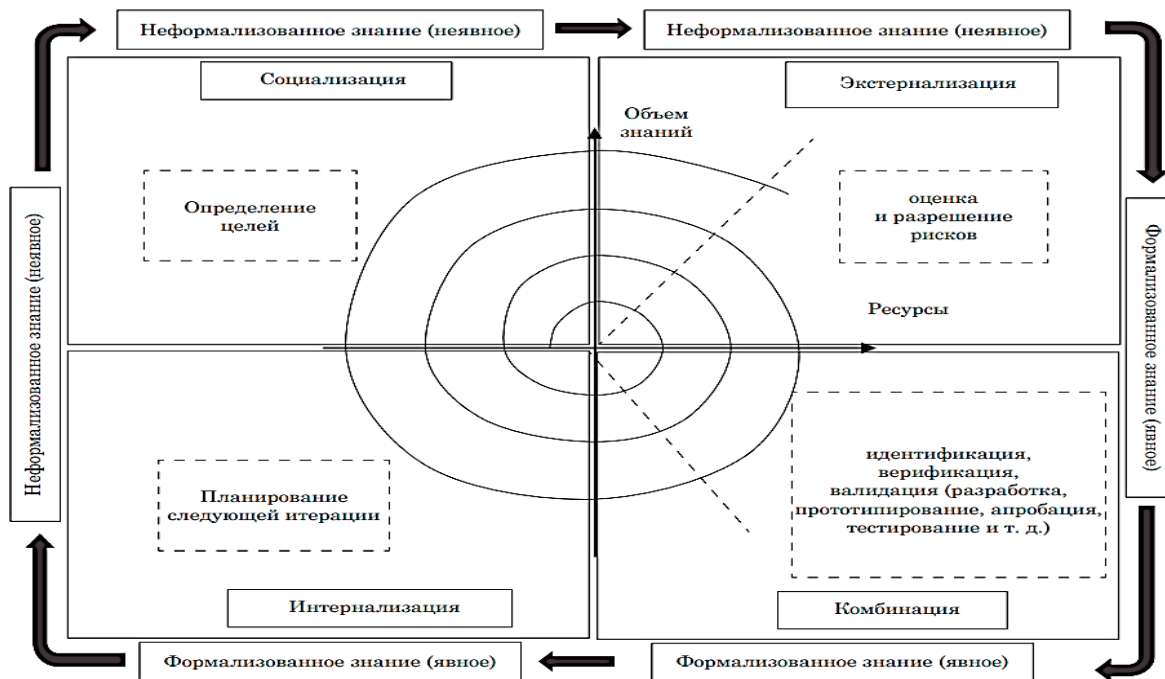 Неформализованное знание (неявное)
Неформализованное знание (неявное)
Социализация
Экстернализация
Объем
знаний
Определение
целей
оценка
и разрешение
рисков
Неформализованное знание (неявное)
Формализованное знание (явное)
Ресурсы
идентификация,
верификация,
валидация (разработка,
прототипирование, апробация,
тестирование и т. д.)
Планирование
следующей итерации
Интернализация
Комбинация
Формализованное знание (явное)
Формализованное знание (явное)